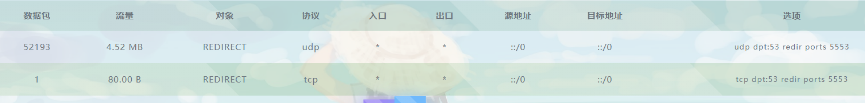 数据包 流量 对象 协议 入口 出口 源地址 目标地址 选项
52193 4.52 MB REDIRECT udp * * ::/0 ::/0 udp dpt:53 redir ports 5553
1 80.00 B REDIRECT tcp * * ::/0 ::/0 tcp dpt:53 redir ports 5553